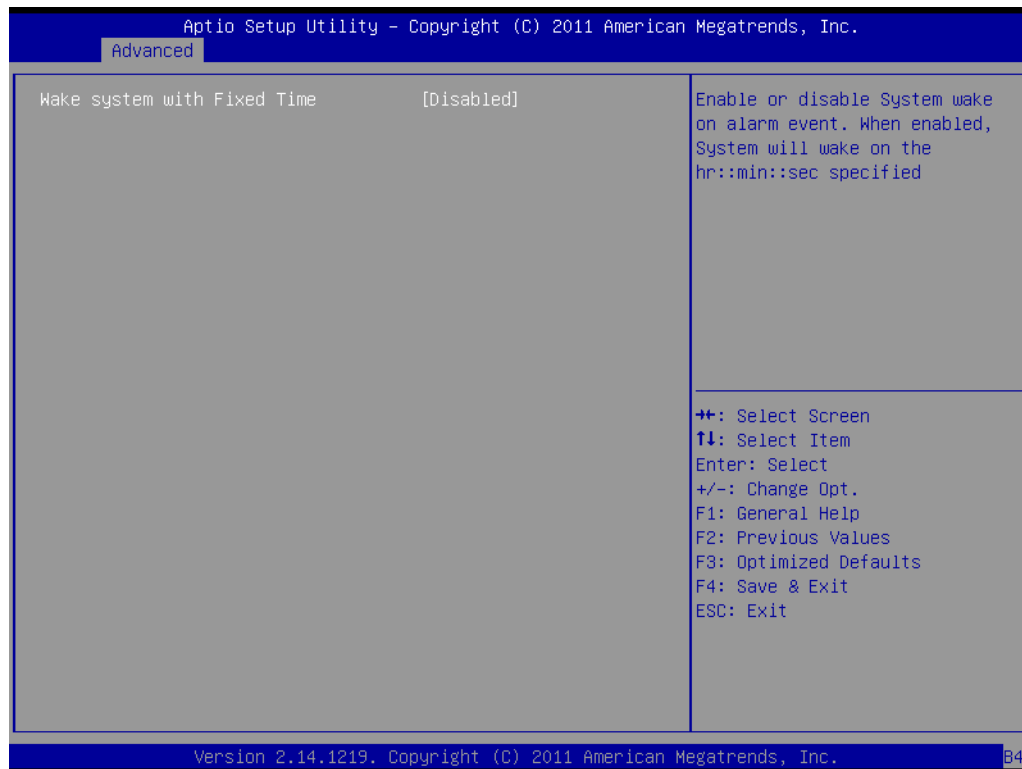 Aptio Setup Utility – Copyright (C) 2011 American Megatrends, Inc.
Advanced
Wake system with Fixed Time [Disabled]
Enable or disable System wake
on alarm event. When enabled,
System will wake on the
hr::min::sec specified
→←: Select Screen
↑↓: Select Item
Enter: Select
+/-: Change Opt.
F1: General Help
F2: Previous Values
F3: Optimized Defaults
F4: Save & Exit
ESC: Exit
Version 2.14.1219. Copyright (C) 2011 American Megatrends, Inc.
B4